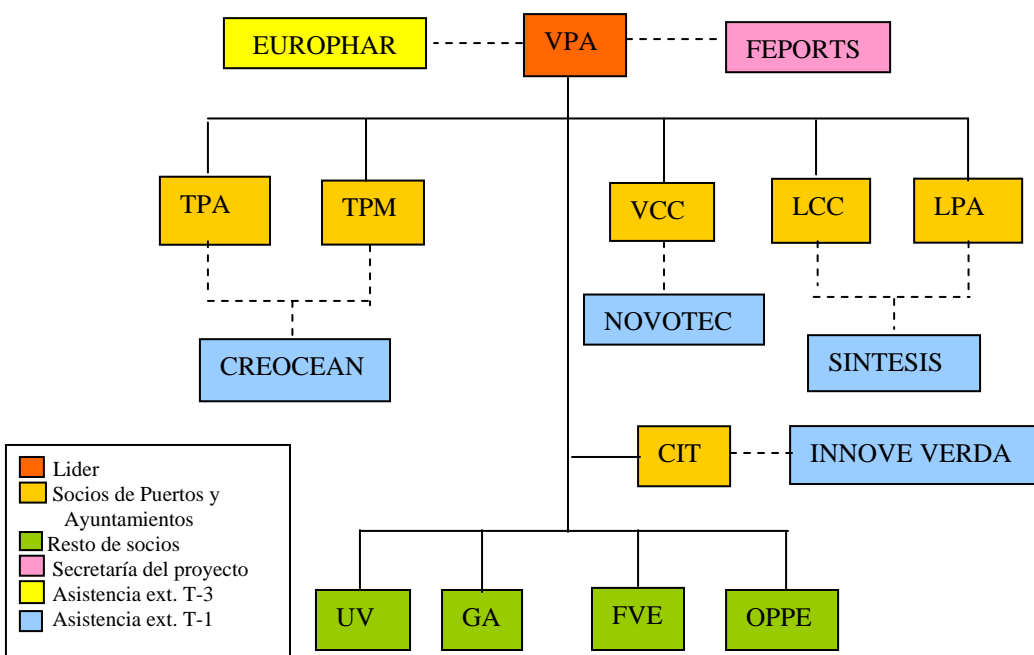 EUROPHAR
VPA
FEPORTS
TPA
TPM
VCC
LCC
LPA
NOVOTEC
CREOCEAN
SINTESIS
CIT
INNOVE VERDA
Lider
Socios de Puertos y
Ayuntamientos
Resto de socios
Secretaría del proyecto
Asistencia ext. T-3
Asistencia ext. T-1
UV
GA
FVE
OPPE